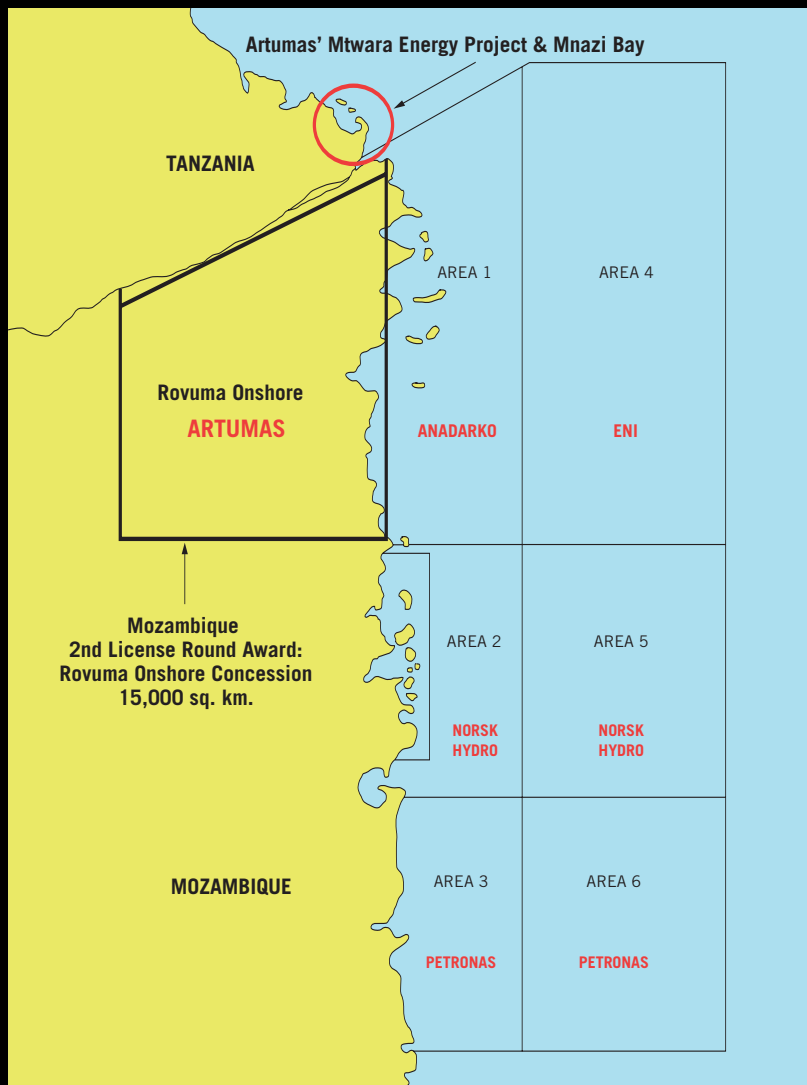 Artumas' Mtwara Energy Project & Mnazi Bay
TANZANIA
AREA 1
AREA 4
Rovuma Onshore
ARTUMAS
ANADARKO
ENI
Mozambique
2nd License Round Award:
Rovuma Onshore Concession
15,000 sq. km.
AREA 2
AREA 5
NORSK
HYDRO
NORSK
HYDRO
MOZAMBIQUE
AREA 3
AREA 6
PETRONAS
PETRONAS